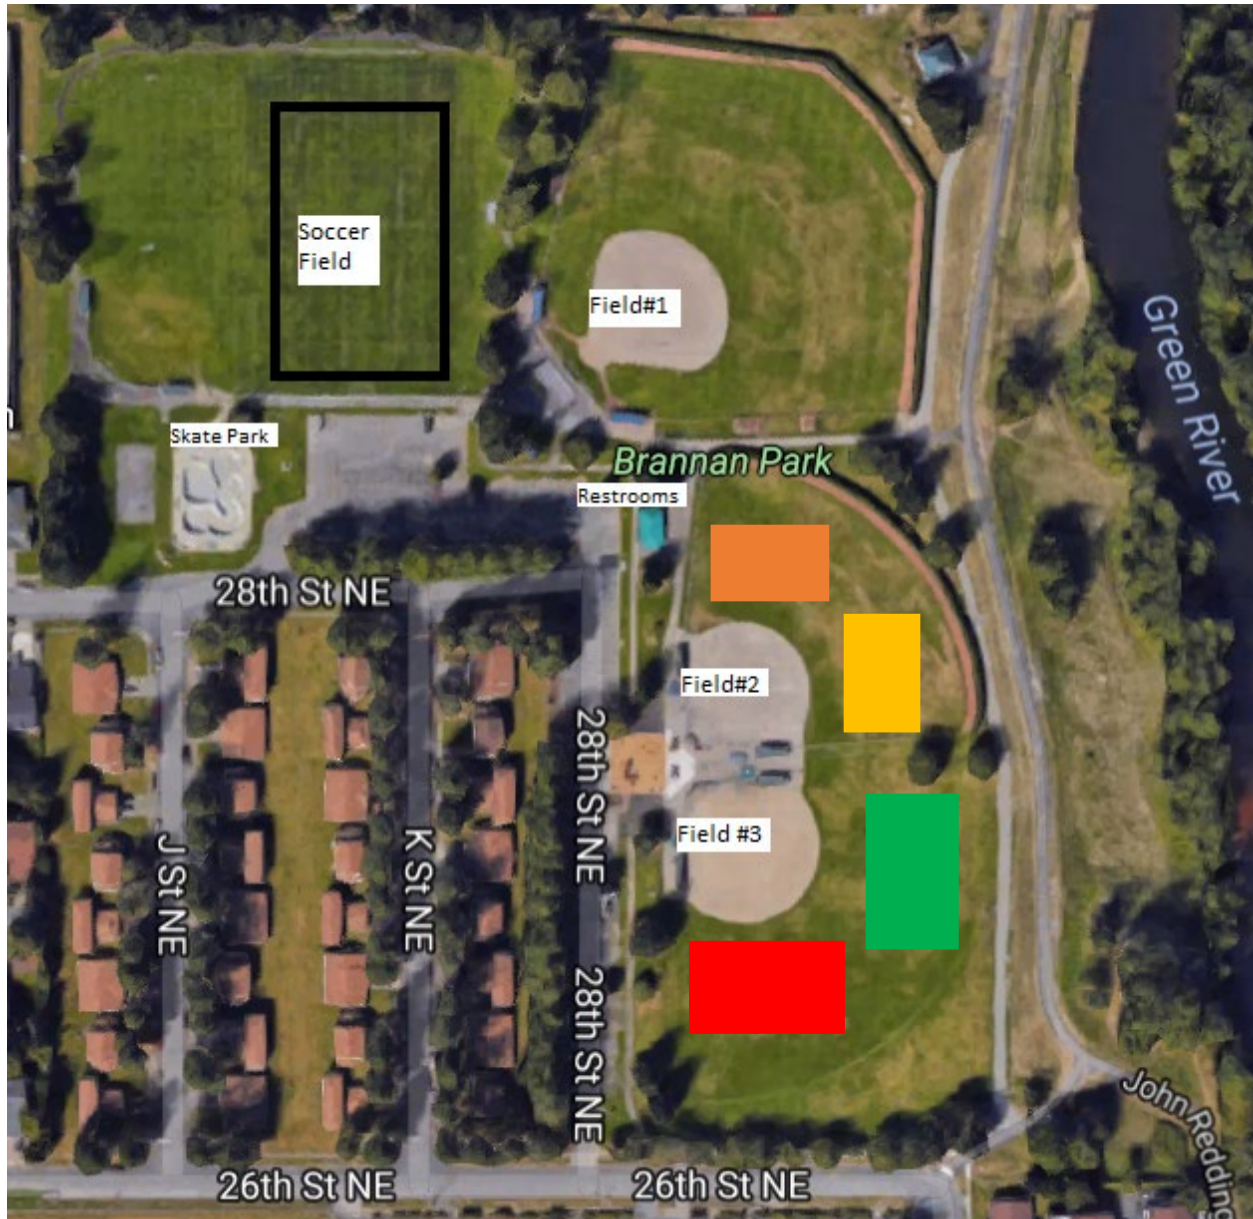 Soccer
Field
Field#1
Green River
Skate Park
Brannan Park
Restrooms
28th St NE
Field#2
28th St NE
Field #3
J St NE
K St NE
28th St NE
John Redding
26th St NE
26th St NE